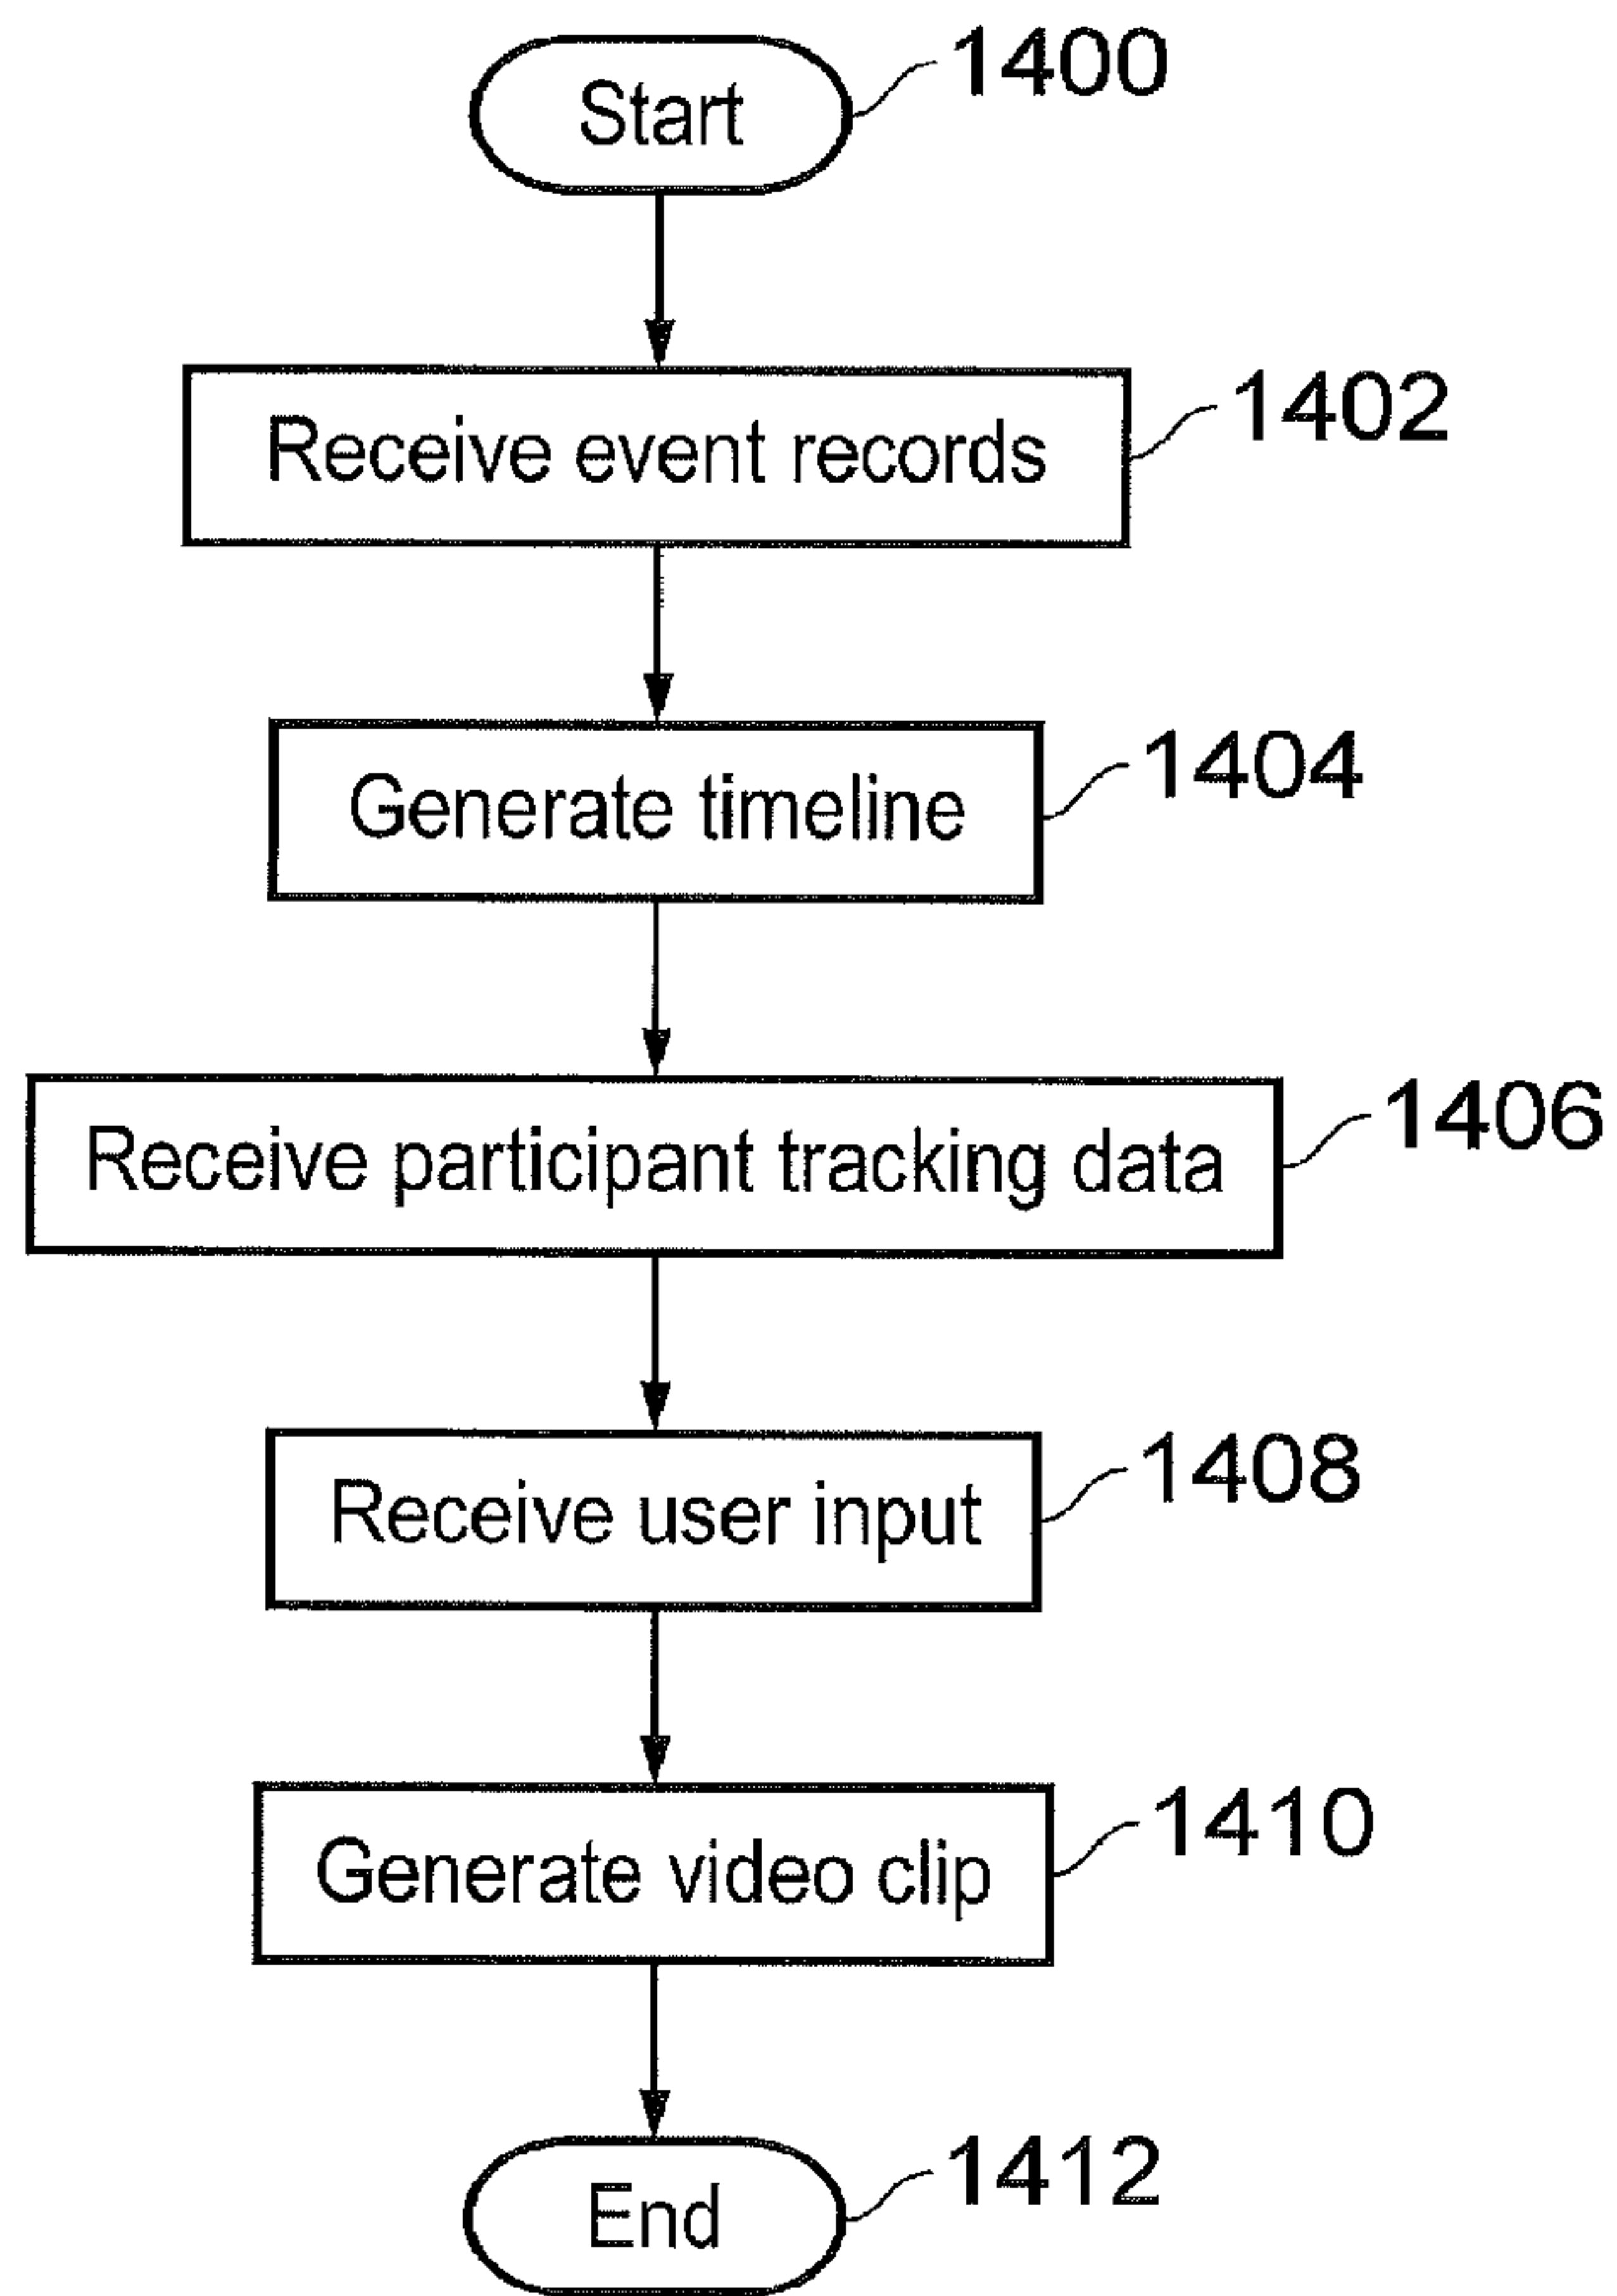 Start
1400
Receive event records
1402
Generate timeline
1404
Receive participant tracking data
1406
Receive user input
1408
Generate video clip
1410
End
1412